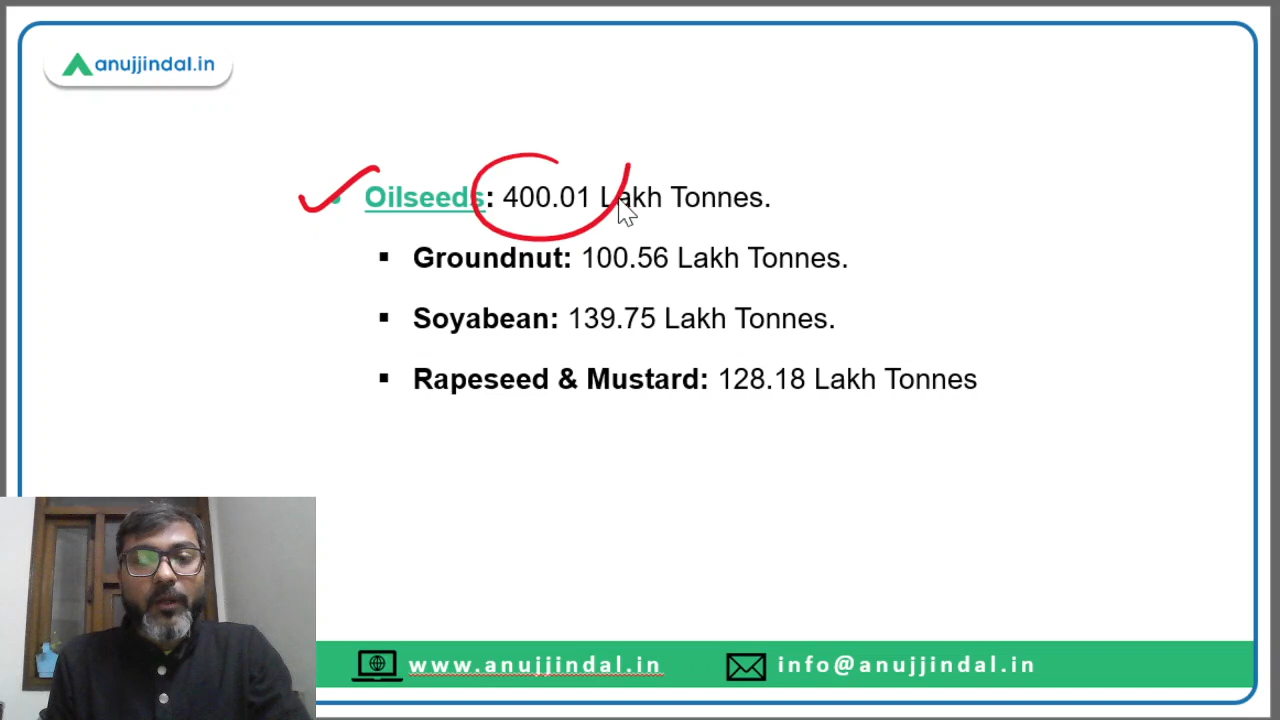 anujjindal.in
Oilseeds: 400.01 Lakh Tonnes.
Groundnut: 100.56 Lakh Tonnes.
Soyabean: 139.75 Lakh Tonnes.
Rapeseed & Mustard: 128.18 Lakh Tonnes
www.anujjindal.in info@anujjindal.in